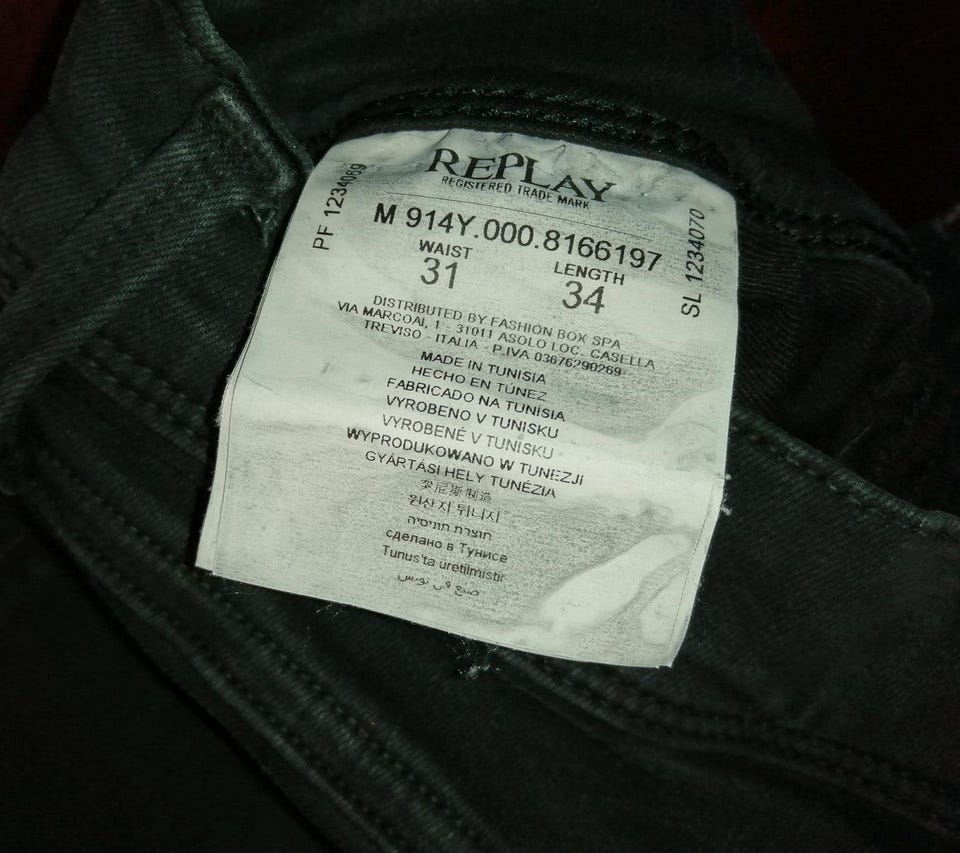 REPLAY
REGISTERED TRADE MARK
PF 1234069
M 914Y.000.8166197
SL 1234070
WAIST LENGTH
31 34
DISTRIBUTED BY FASHION BOX SPA
VIA MARCOAI, 1 - 31011 ASOLO LOC. CASELLA
TREVISO - ITALIA - P.IVA 03676290269
MADE IN TUNISIA
HECHO EN TÚNEZ
FABRICADO NA TUNÍSIA
VYROBENO V TUNISKU
VYROBENÉ V TUNISKU
WYPRODUKOWANO W TUNEZJI
GYÁRTÁSI HELY TUNÉZIA
尼斯制造
원산지 튀니지
תוצרת תוניסיה
сделано в Тунисе
Tunus'ta üretilmistir
صنع في تونس